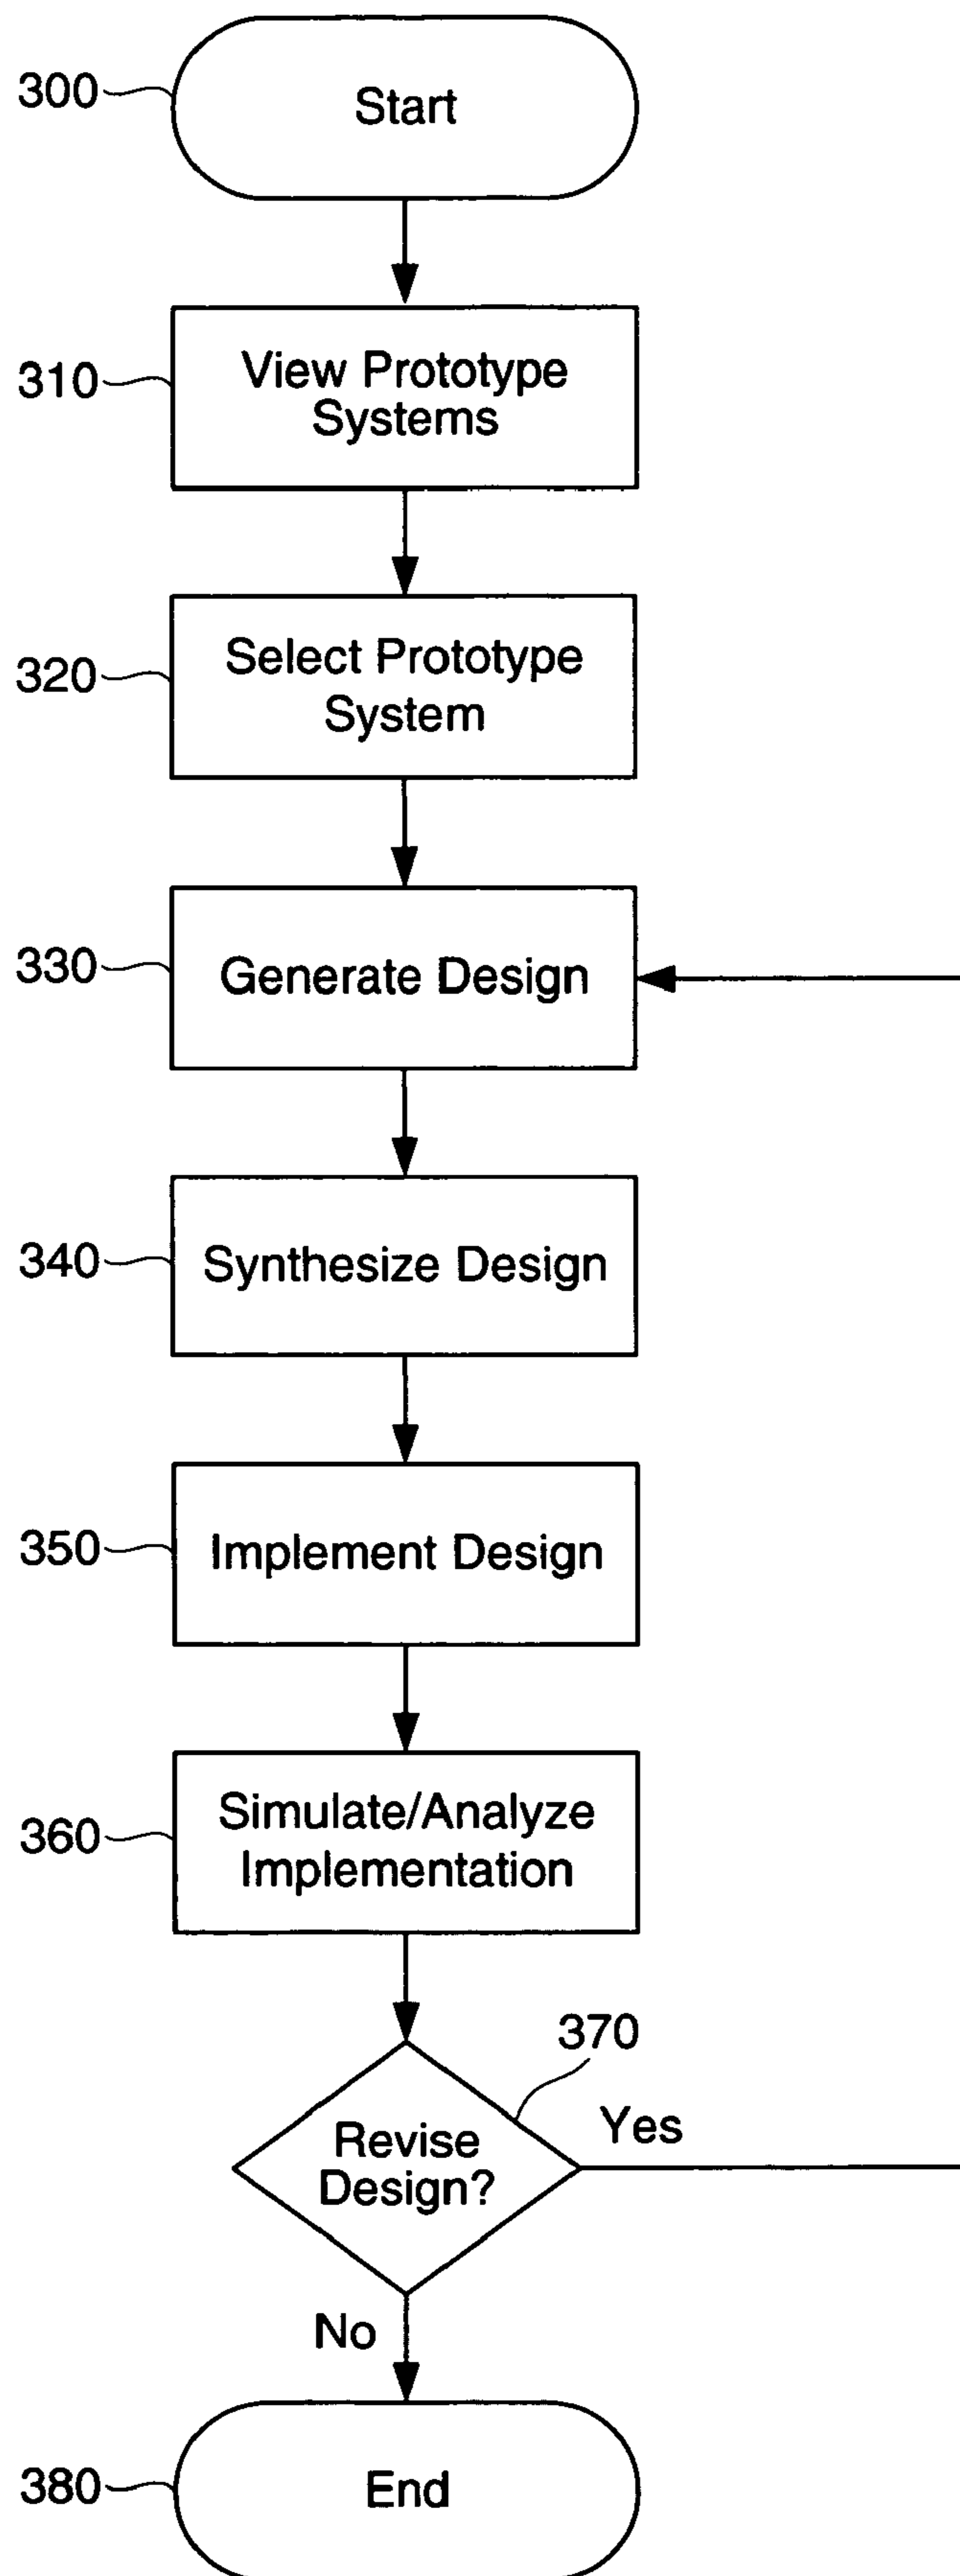 300
Start
310
View Prototype
Systems
320
Select Prototype
System
330
Generate Design
340
Synthesize Design
350
Implement Design
360
Simulate/Analyze
Implementation
370
Revise
Design?
Yes
No
380
End